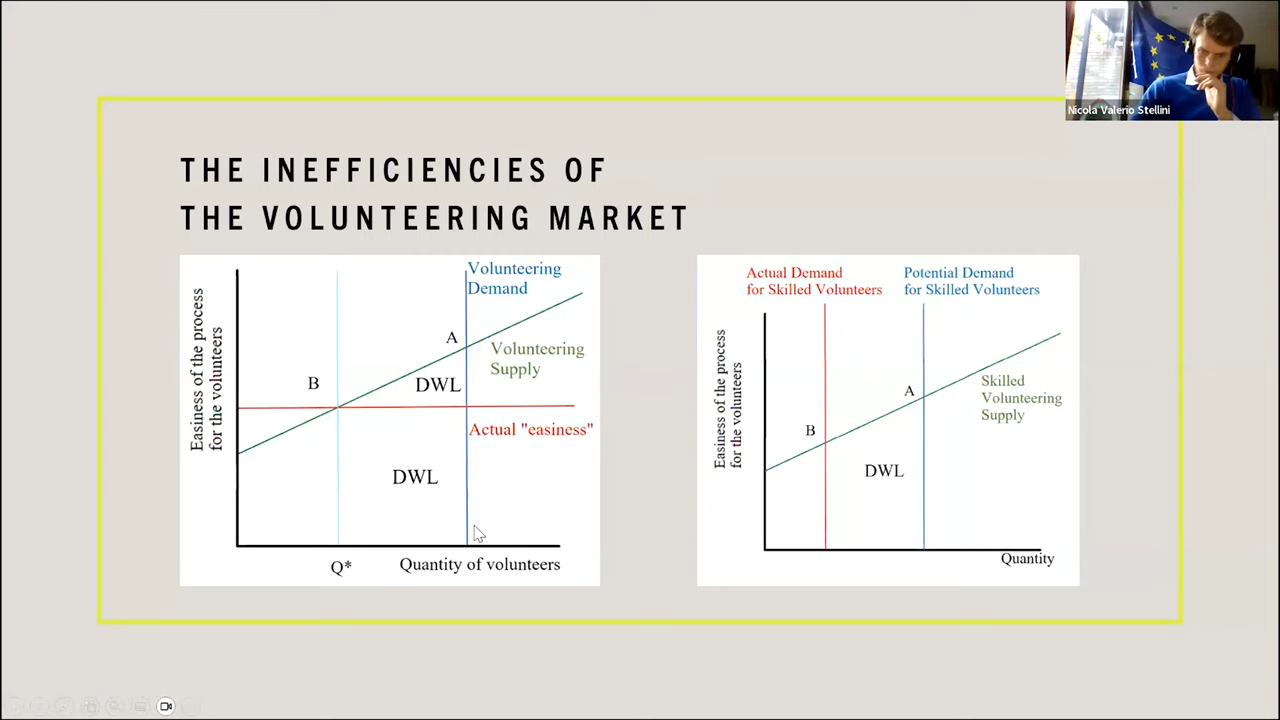 Nicola Valerio Stellini
THE INEFFICIENCIES OF
THE VOLUNTEERING MARKET
Volunteering
Demand
A
Volunteering
Supply
B
DWL
Actual "easiness"
DWL
Easiness of the process
for the volunteers
Q*
Quantity of volunteers
Actual Demand
for Skilled Volunteers
Potential Demand
for Skilled Volunteers
A
Skilled
Volunteering
Supply
B
DWL
Easiness of the process
for the volunteers
Quantity